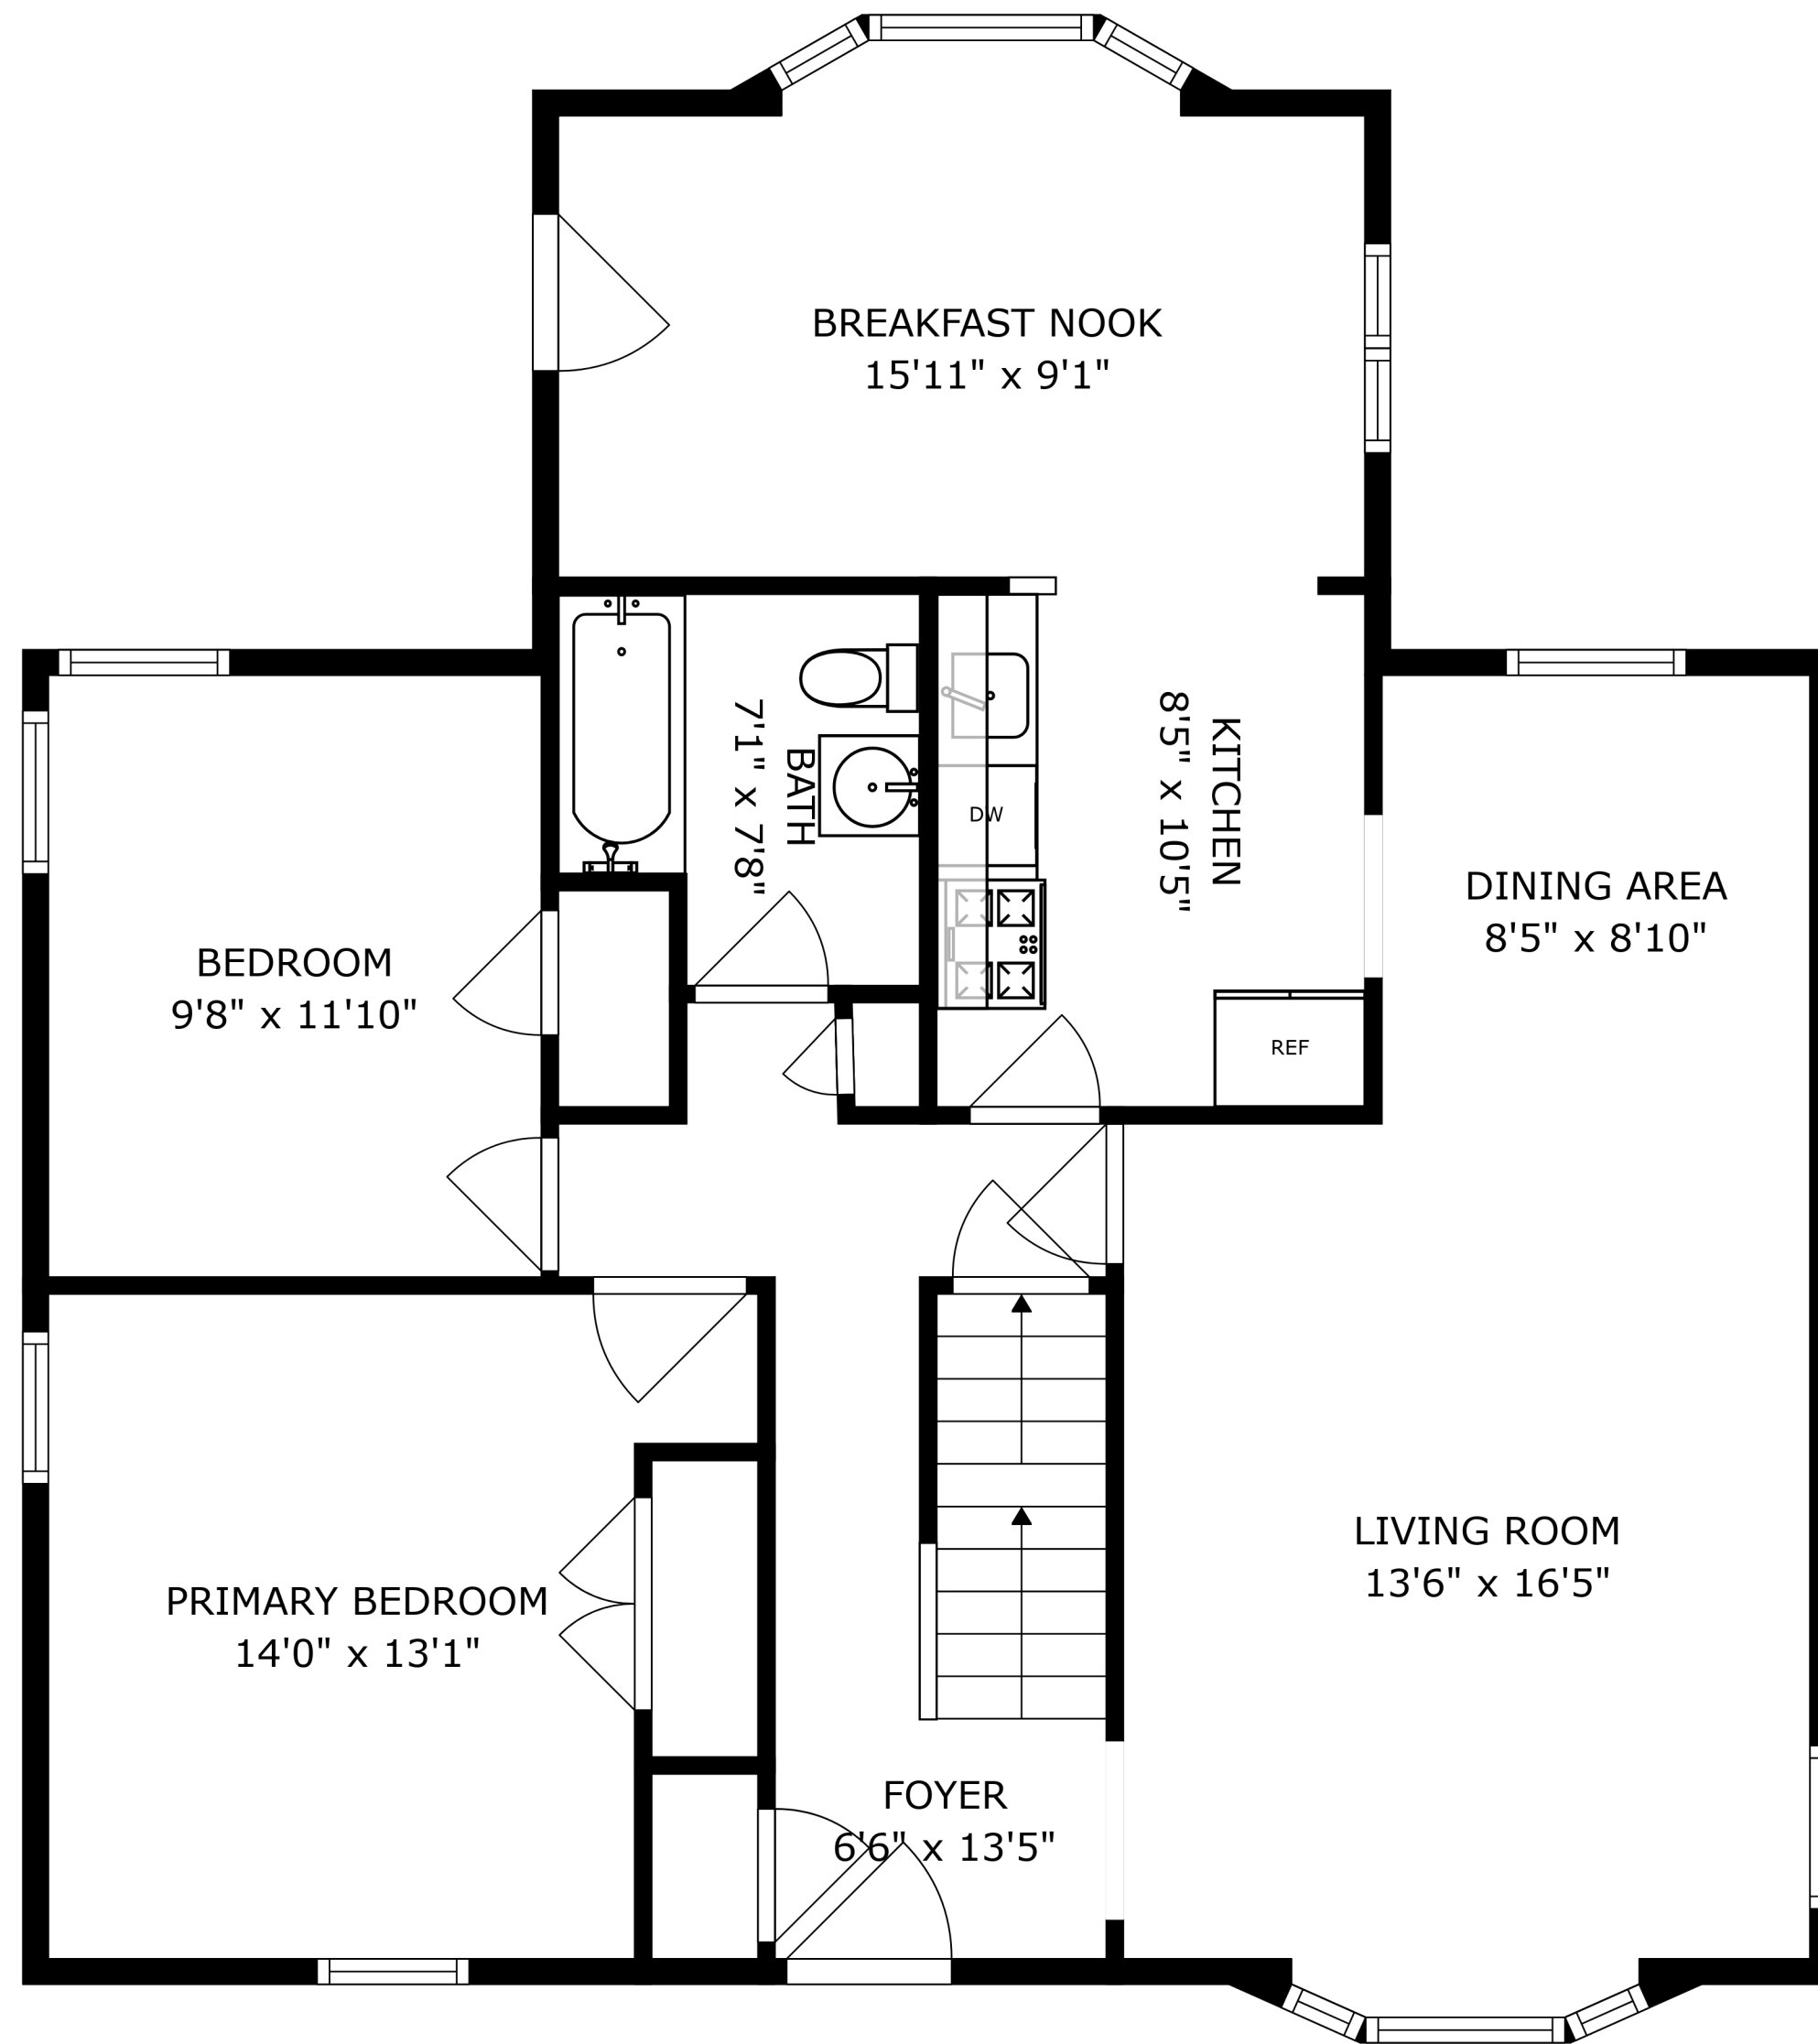 BREAKFAST NOOK
15'11" x 9'1"
KITCHEN
8'5" x 10'5"
BATH
7'1" x 7'8"
DW
DINING AREA
8'5" x 8'10"
BEDROOM
9'8" x 11'10"
REF
LIVING ROOM
13'6" x 16'5"
PRIMARY BEDROOM
14'0" x 13'1"
FOYER
6'6" x 13'5"